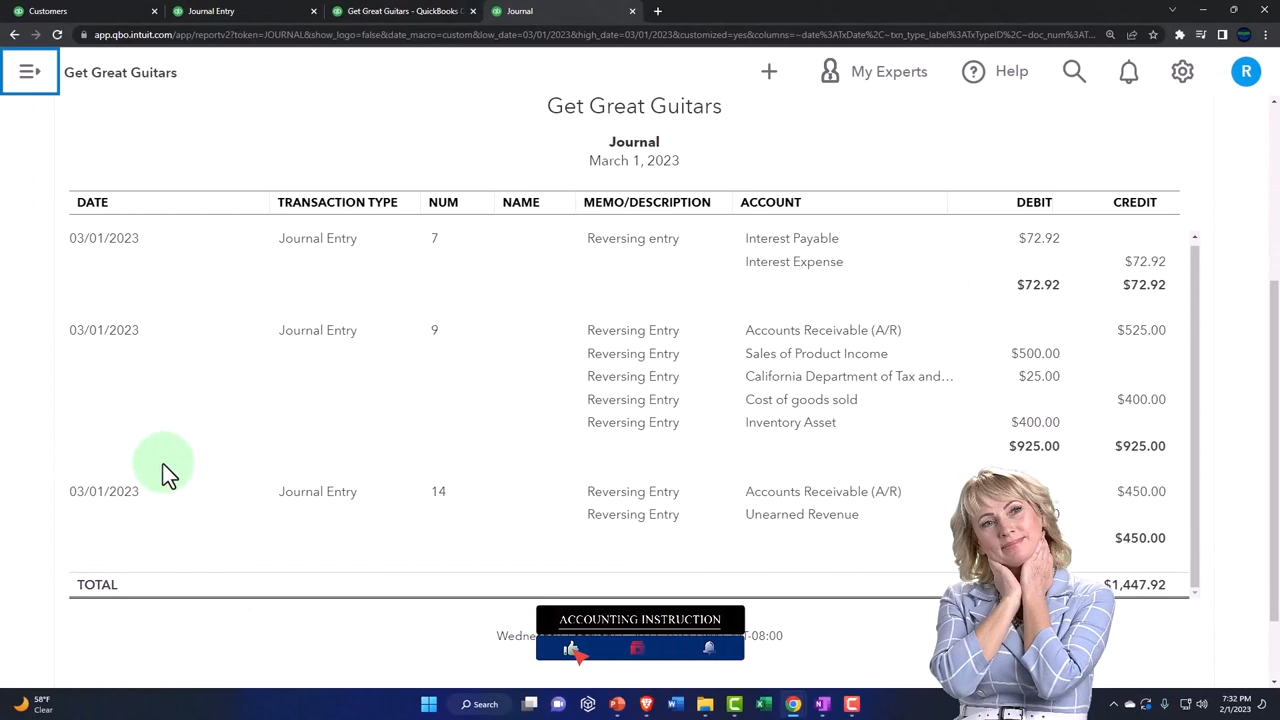 Customers
Journal Entry
Get Great Guitars - QuickBooks O
Journal
app.qbo.intuit.com/app/reportv2?token=JOURNAL&show_logo=false&date_macro=custom&low_date=03/01/2023&high_date=03/01/2023&customized=yes&columns=~date%2CTxDate%2C~txn_type_label%3ATxTypeID%2C~doc_num%3AT...
Get Great Guitars
My Experts
Help
R
Get Great Guitars
Journal
March 1, 2023
DATE TRANSACTION TYPE NUM NAME MEMO/DESCRIPTION ACCOUNT DEBIT CREDIT
03/01/2023 Journal Entry 7 Reversing entry Interest Payable $72.92
Interest Expense $72.92
$72.92 $72.92
03/01/2023 Journal Entry 9 Reversing Entry Accounts Receivable (A/R) $525.00
Reversing Entry Sales of Product Income $500.00
Reversing Entry California Department of Tax and… $25.00
Reversing Entry Cost of goods sold $400.00
Reversing Entry Inventory Asset $400.00
$925.00 $925.00
03/01/2023 Journal Entry 14 Reversing Entry Accounts Receivable (A/R) $450.00
Reversing Entry Unearned Revenue 0
$450.00
TOTAL $1,447.92
ACCOUNTING INSTRUCTION
58°F
Clear
Search
7:32 PM
2/1/2023